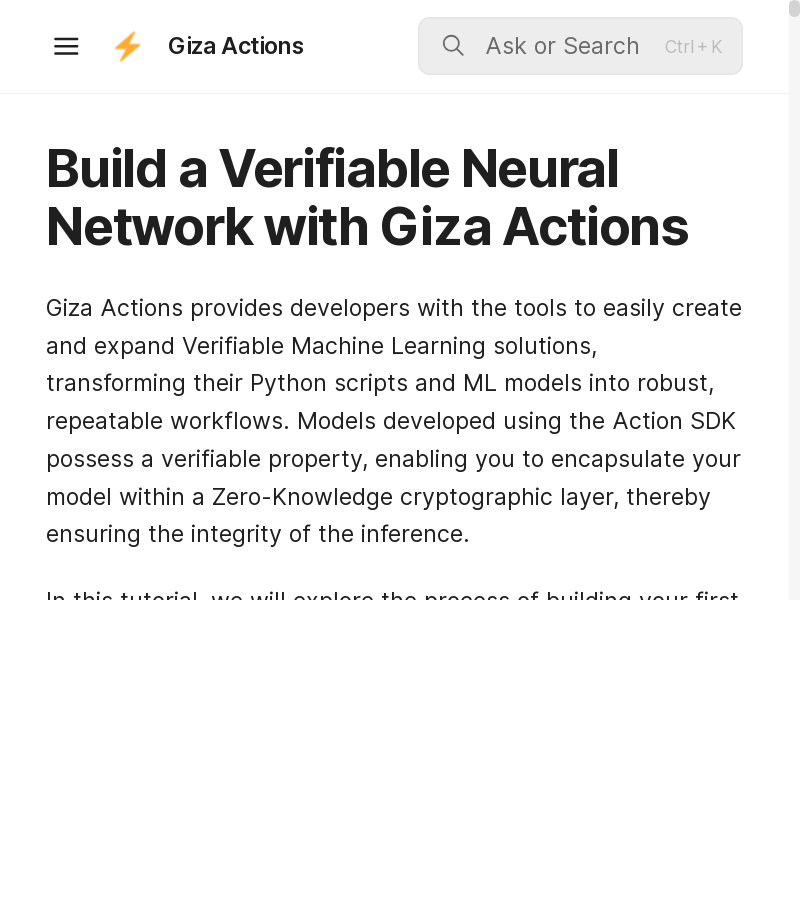 Giza Actions
Ask or Search
Ctrl + K
Build a Verifiable Neural
Network with Giza Actions
Giza Actions provides developers with the tools to easily create
and expand Verifiable Machine Learning solutions,
transforming their Python scripts and ML models into robust,
repeatable workflows. Models developed using the Action SDK
possess a verifiable property, enabling you to encapsulate your
model within a Zero-Knowledge cryptographic layer, thereby
ensuring the integrity of the inference.
In this tutorial, we will explore the process of building your first